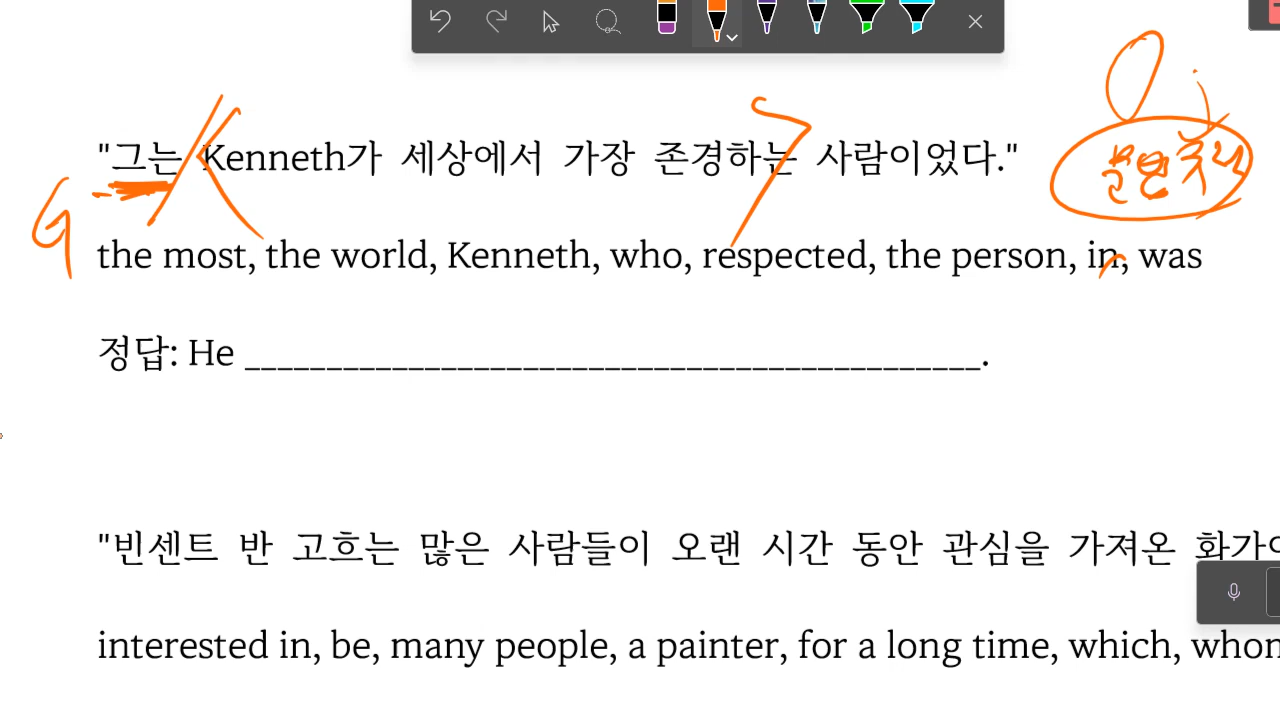 "그는 Kenneth가 세상에서 가장 존경하는 사람이었다."
the most, the world, Kenneth, who, respected, the person, in, was
정답: He ___________________________________________.
"빈센트 반 고흐는 많은 사람들이 오랜 시간 동안 관심을 가져온 화가
interested in, be, many people, a painter, for a long time, which, whom